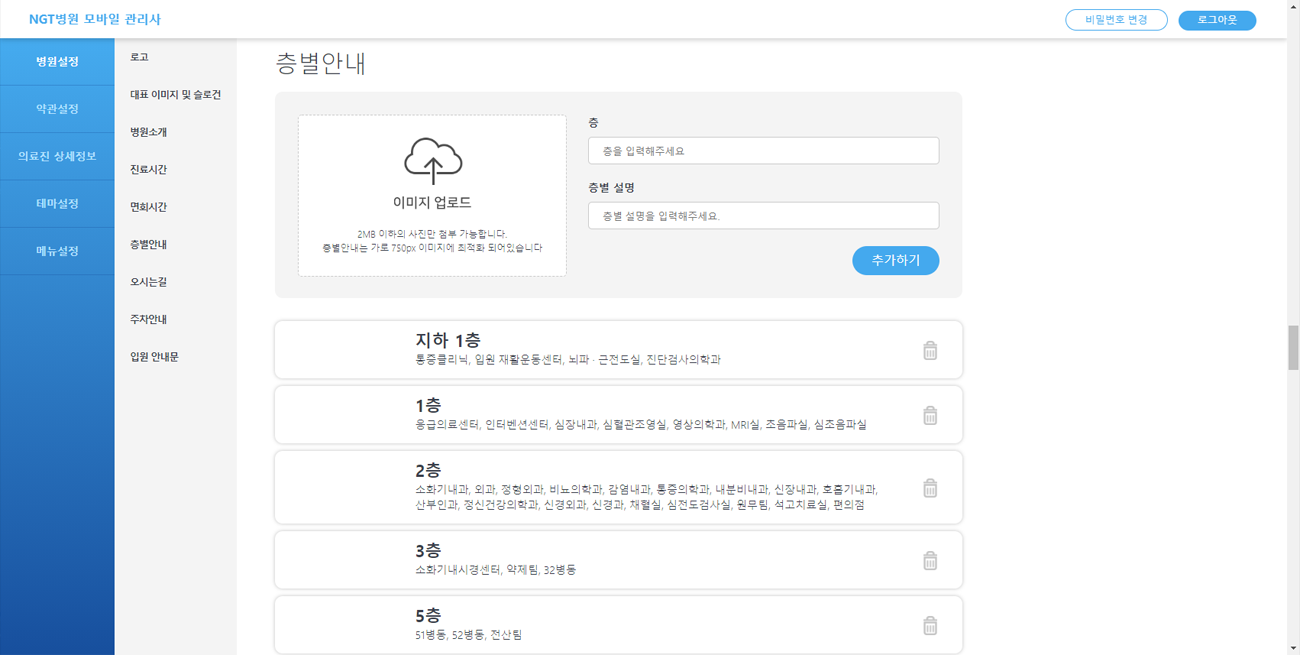 NGT병원 모바일 관리사
비밀번호 변경
로그아웃
병원설정
약관설정
의료진 상세정보
테마설정
메뉴설정
로고
대표 이미지 및 슬로건
병원소개
진료시간
면회시간
층별안내
오시는길
주차안내
입원 안내문
층별안내
이미지 업로드
2MB 이하의 사진만 첨부 가능합니다.
층별안내는 가로 750px 이미지에 최적화 되어있습니다
층
층을 입력해주세요
층별 설명
층별 설명을 입력해주세요.
추가하기
지하 1층
통증클리닉, 입원 재활운동센터, 뇌파 · 근전도실, 진단검사의학과
1층
응급의료센터, 인터벤션센터, 심장내과, 심혈관조영실, 영상의학과, MRI실, 조음파실, 심조음파실
2층
소화기내과, 외과, 정형외과, 비뇨의학과, 감염내과, 통증의학과, 내분비내과, 신장내과, 호흡기내과,
산부인과, 정신건강의학과, 신경외과, 신경과, 채혈실, 심전도검사실, 원무팀, 석고치료실, 편의점
3층
소화기내시경센터, 약제팀, 32병동
5층
51병동, 52병동, 전산팀